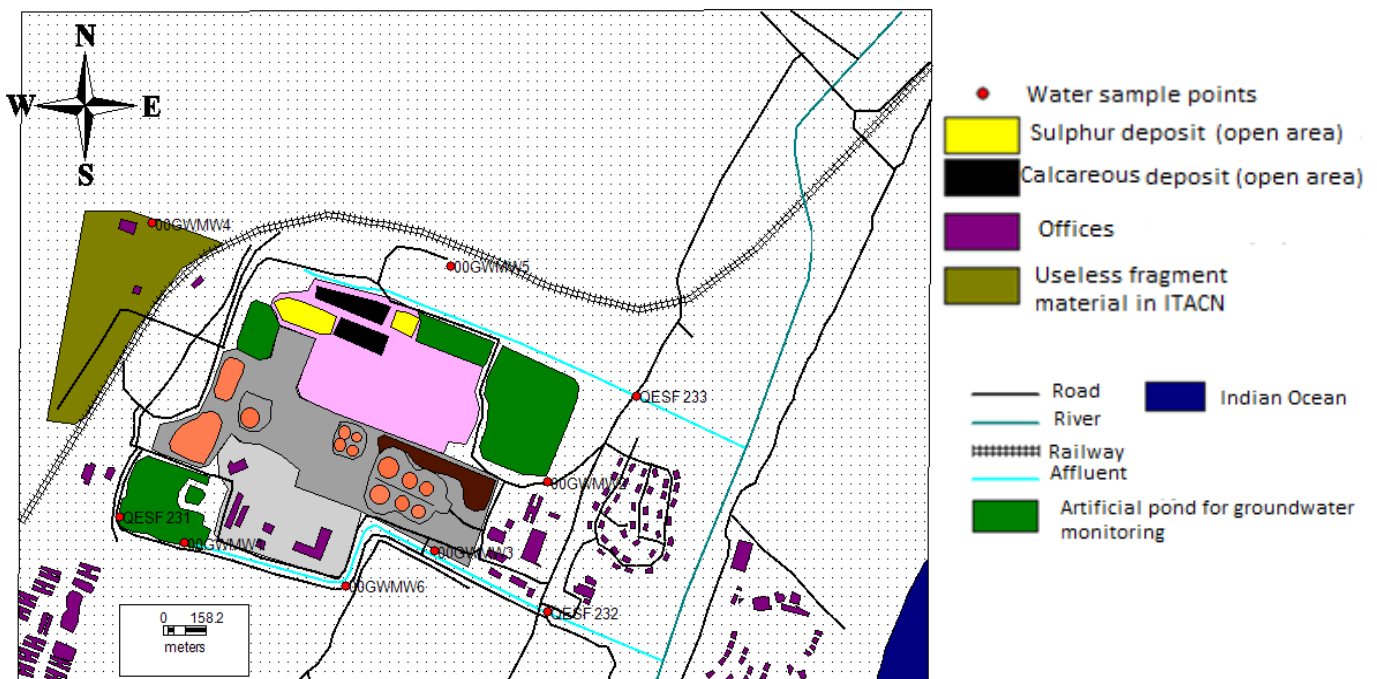 N
W E
S
00GWMW4
00GWMW5
QESF 233
00GWMW2
QESF 231
00GWMW1
00GWMW3
00GWMW6
QESF 232
0 158.2
meters
Water sample points
Sulphur deposit (open area)
Calcareous deposit (open area)
Offices
Useless fragment
material in ITACN
Road
River
Railway
Affluent
Indian Ocean
Artificial pond for groundwater
monitoring